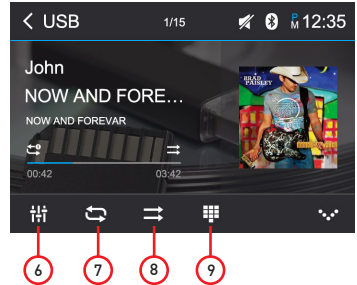 USB 1/15 PM 12:35
John
NOW AND FORE...
NOW AND FOREVAR
BRAD PAISLEY
00:42 03:42
6 7 8 9